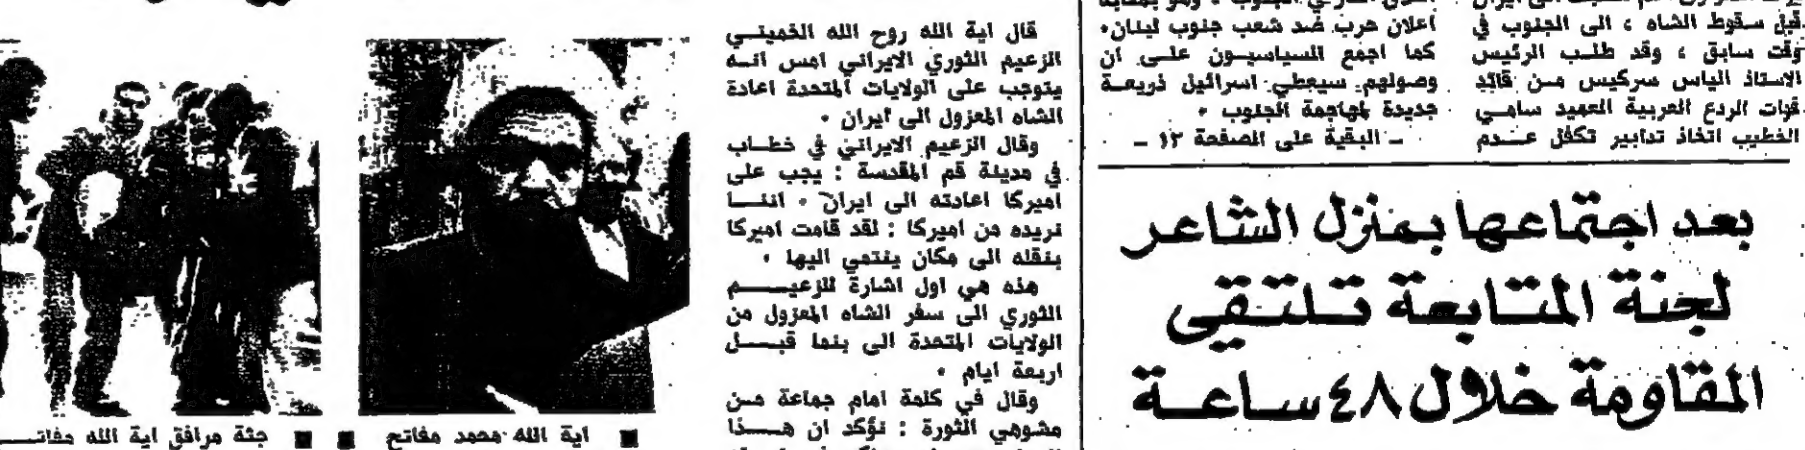 قبل سقوط الشاه ، الى الجنوب في
وقت سابق ، وقد طلب الرئيس
الاستاذ الياس سركيس من قائد
قوات الردع العربية العميد سامي
الخطيب اتخاذ تدابير تكفل عـدم
اعلان حرب ضد شعب جنوب لبنان،
كما اجمع السياسيون على ان
وصولهم سيعطي اسرائيل ذريعة
جديدة لمهاجمة الجنوب .
ـ البقية على الصفحة ١٢ ـ
بعد اجتماعها بمنزل الشاعر
لجنة المتابعة تلتقي
المقاومة خلال ٤٨ ساعة
قال اية الله روح الله الخميني
الزعيم الثوري الايراني امس انه
يتوجب على الولايات المتحدة اعادة
الشاه المعزول الى ايران .
وقال الزعيم الايراني في خطاب
في مدينة قم المقدسة : يجب على
اميركا اعادته الى ايران . اننا
نريده من اميركا : لقد قامت اميركا
بنقله الى مكان ينتمي اليها .
هذه هي اول اشارة للزعيم
الثوري الى سفر الشاه المعزول من
الولايات المتحدة الى بنما قبل
اربعة ايام .
وقال في كلمة امام جماعة من
مشوهي الثورة : نؤكد ان هذا
اية الله محمد مفاتح
جثة مرافق اية الله